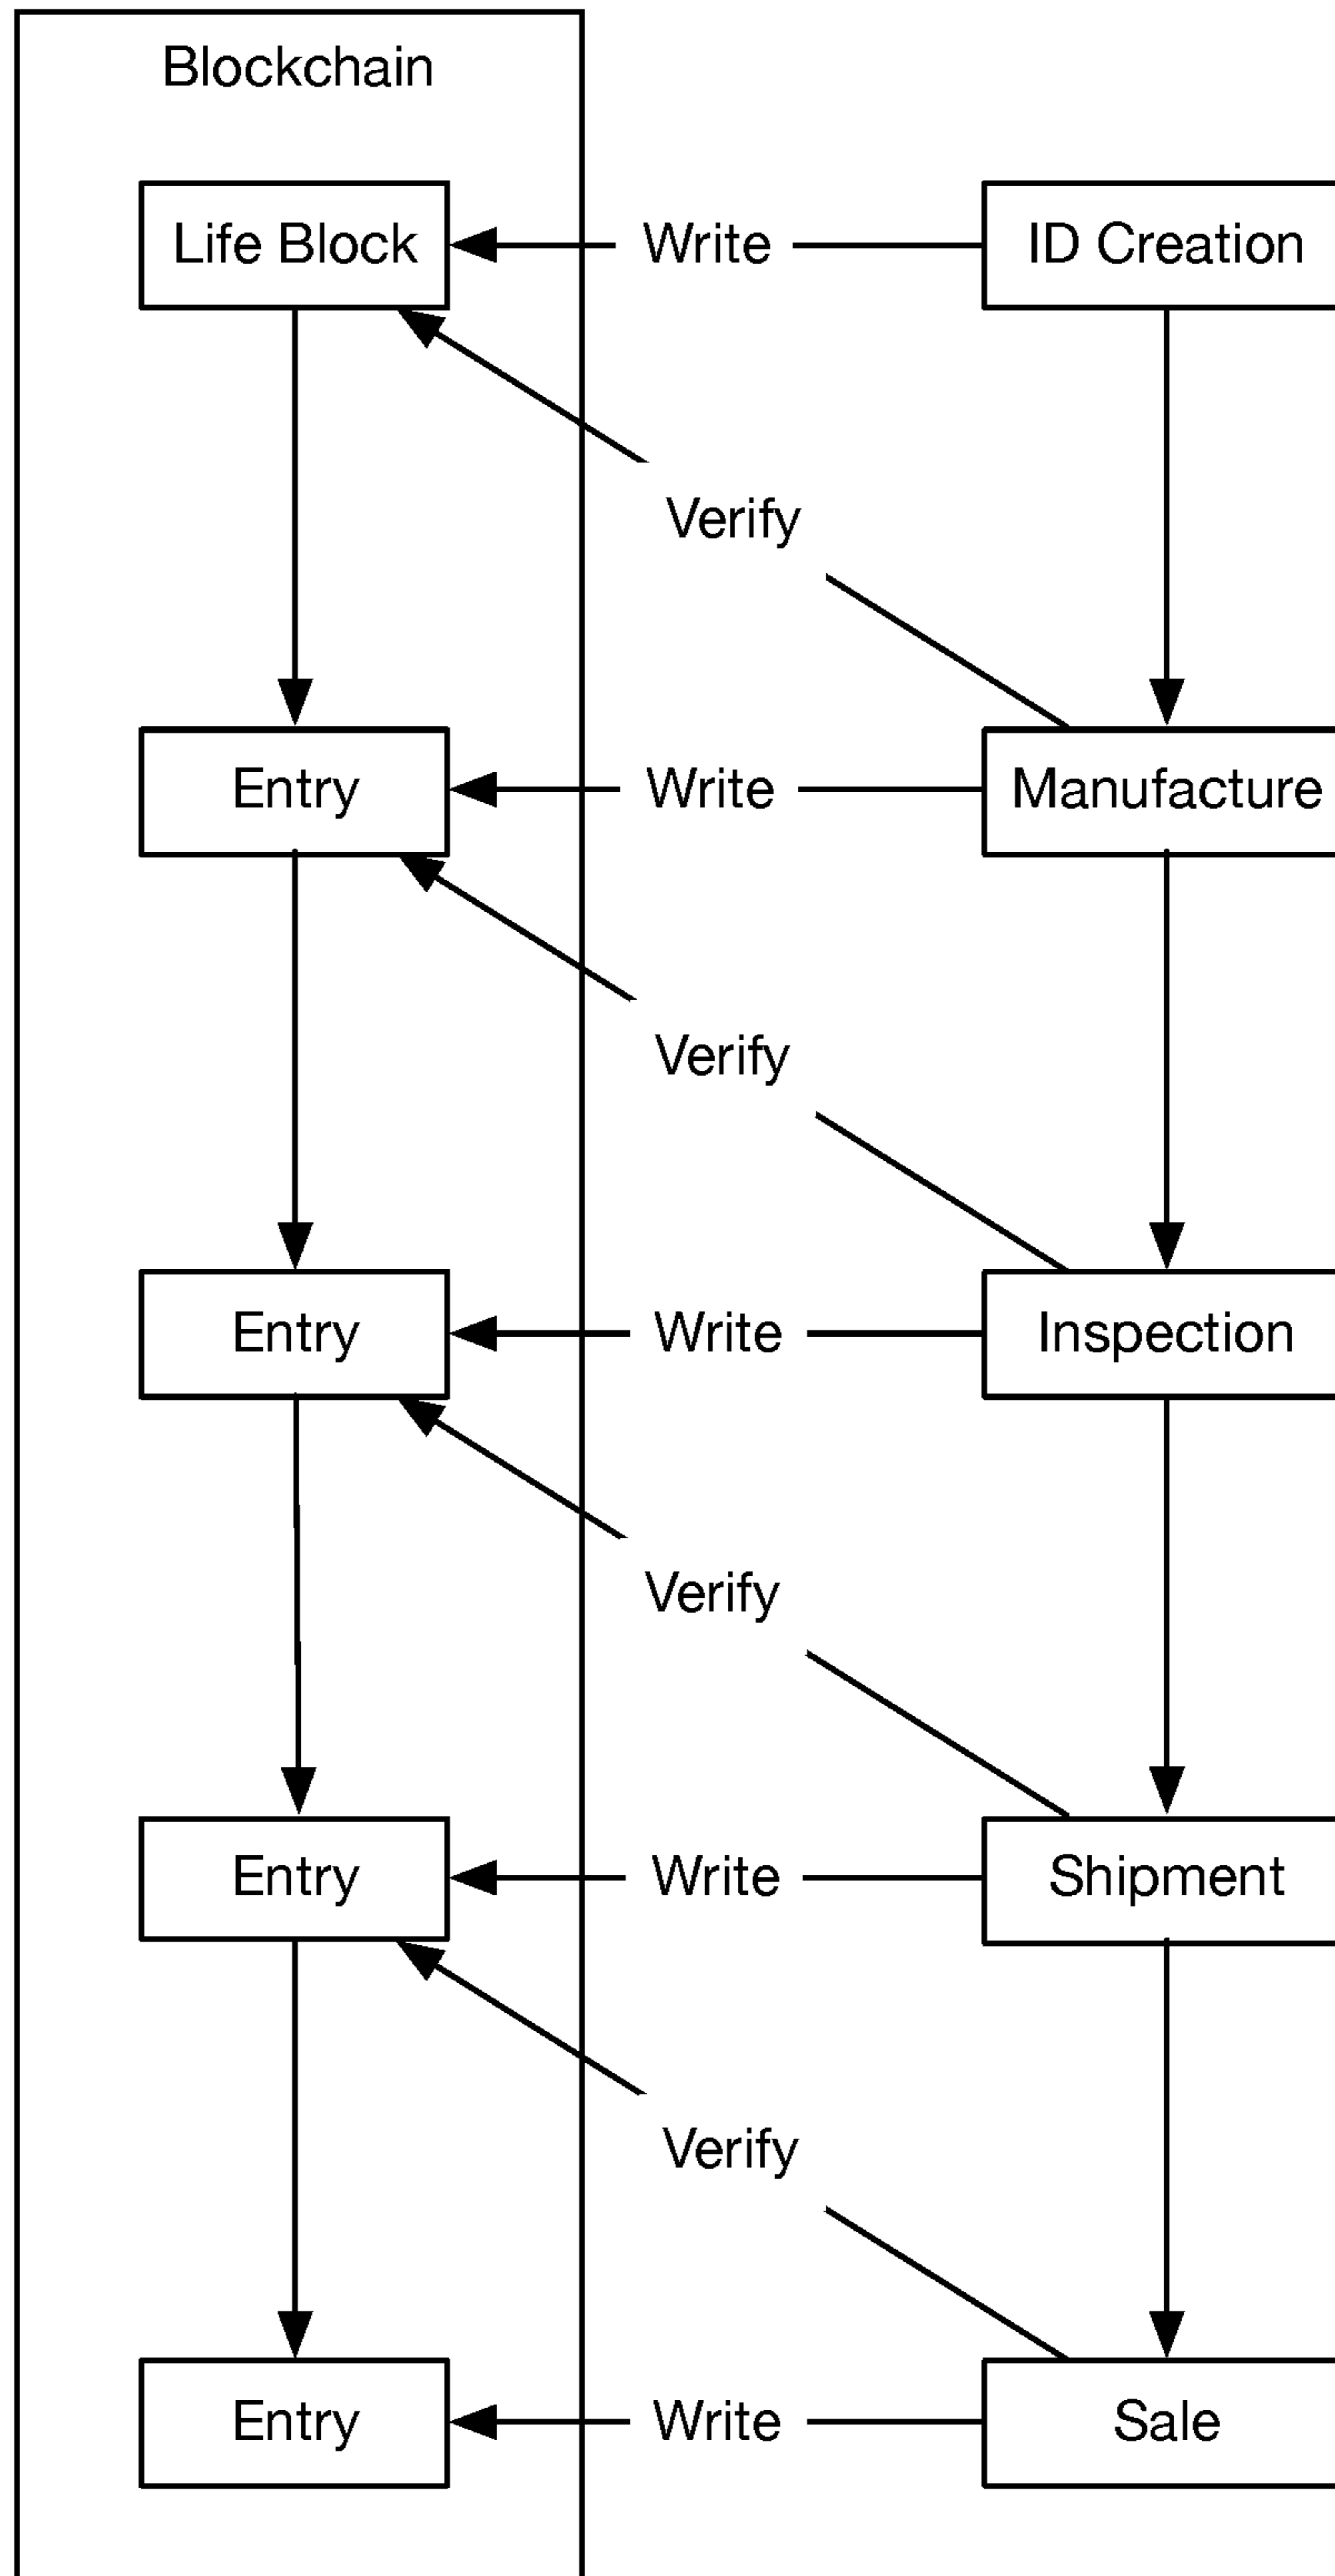 Blockchain
Life Block
Write
ID Creation
Verify
Entry
Write
Manufacture
Verify
Entry
Write
Inspection
Verify
Entry
Write
Shipment
Verify
Entry
Write
Sale